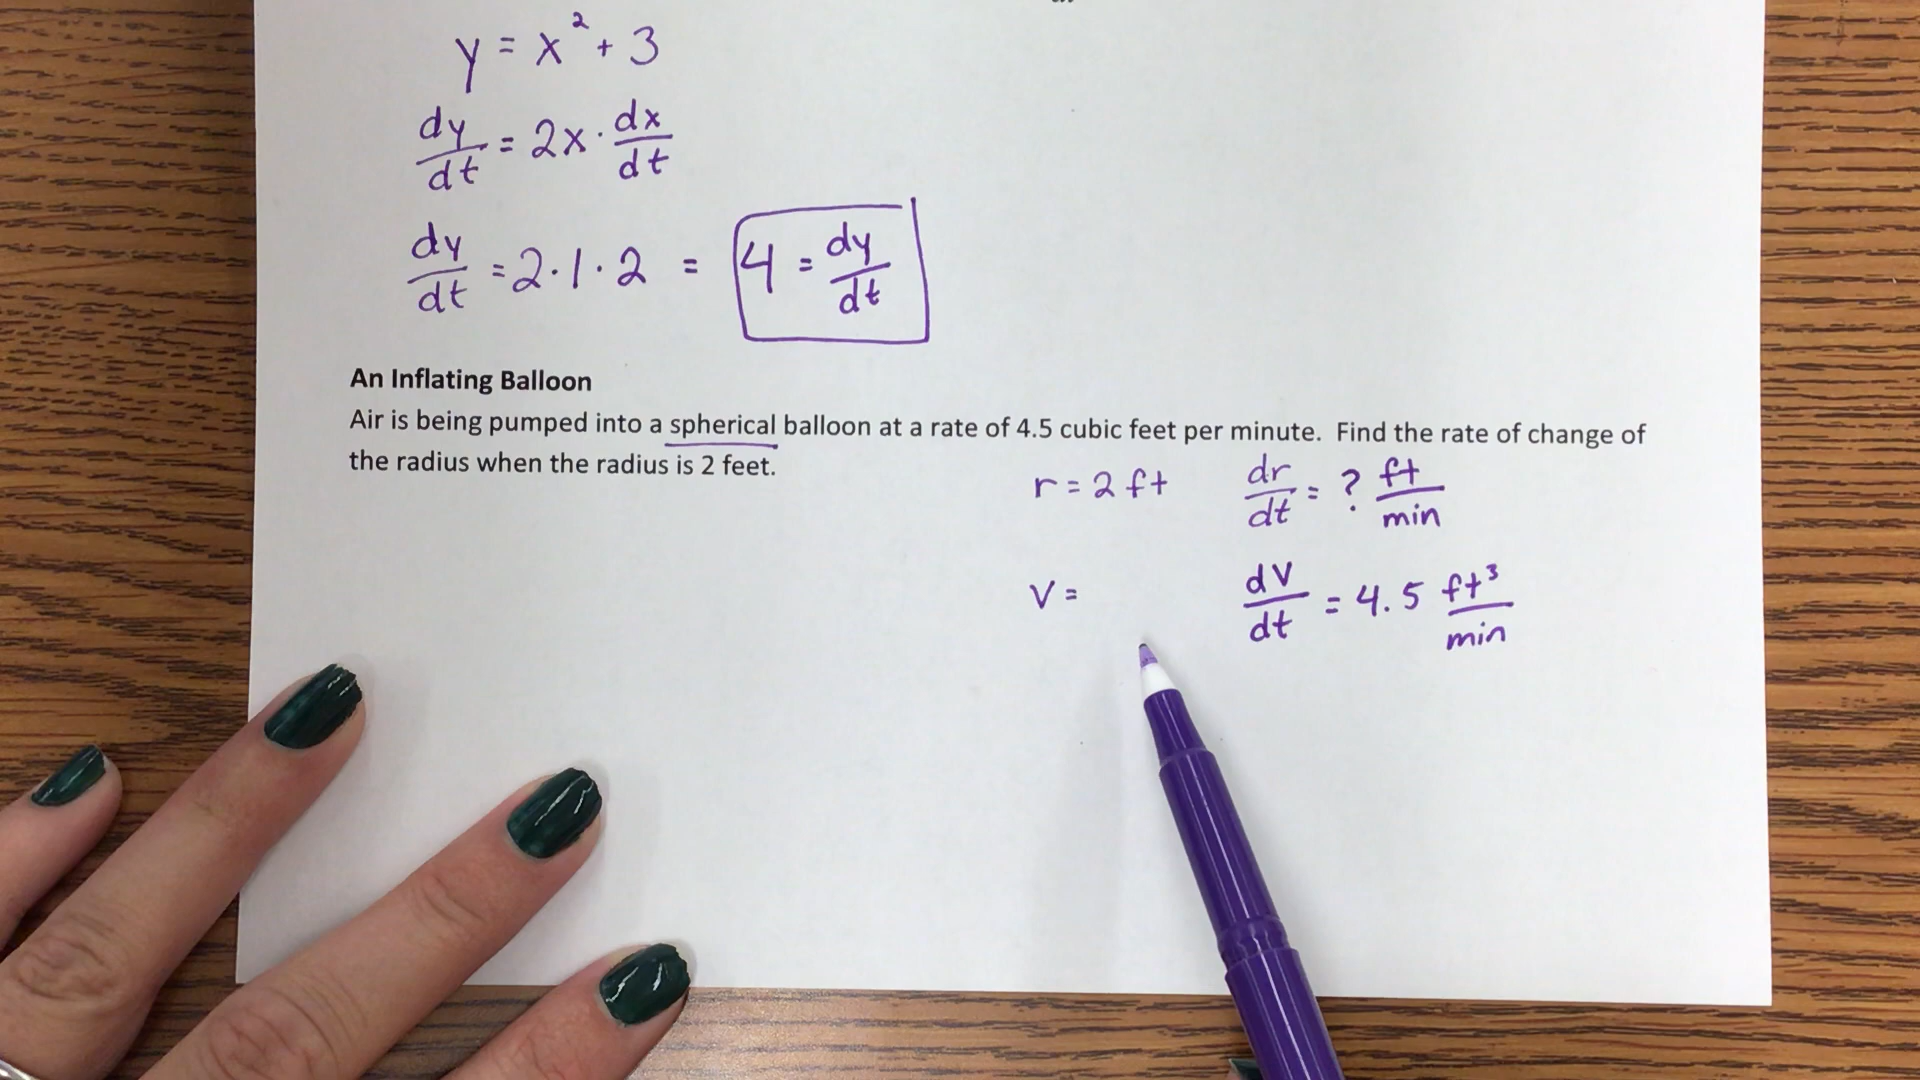 y = x² + 3
dy/dt = 2x · dx/dt
dy/dt = 2 · 1 · 2 = 4 = dy/dt
An Inflating Balloon
Air is being pumped into a spherical balloon at a rate of 4.5 cubic feet per minute. Find the rate of change of
the radius when the radius is 2 feet.
r = 2 ft dr/dt = ? ft/min
V = dV/dt = 4.5 ft³/min